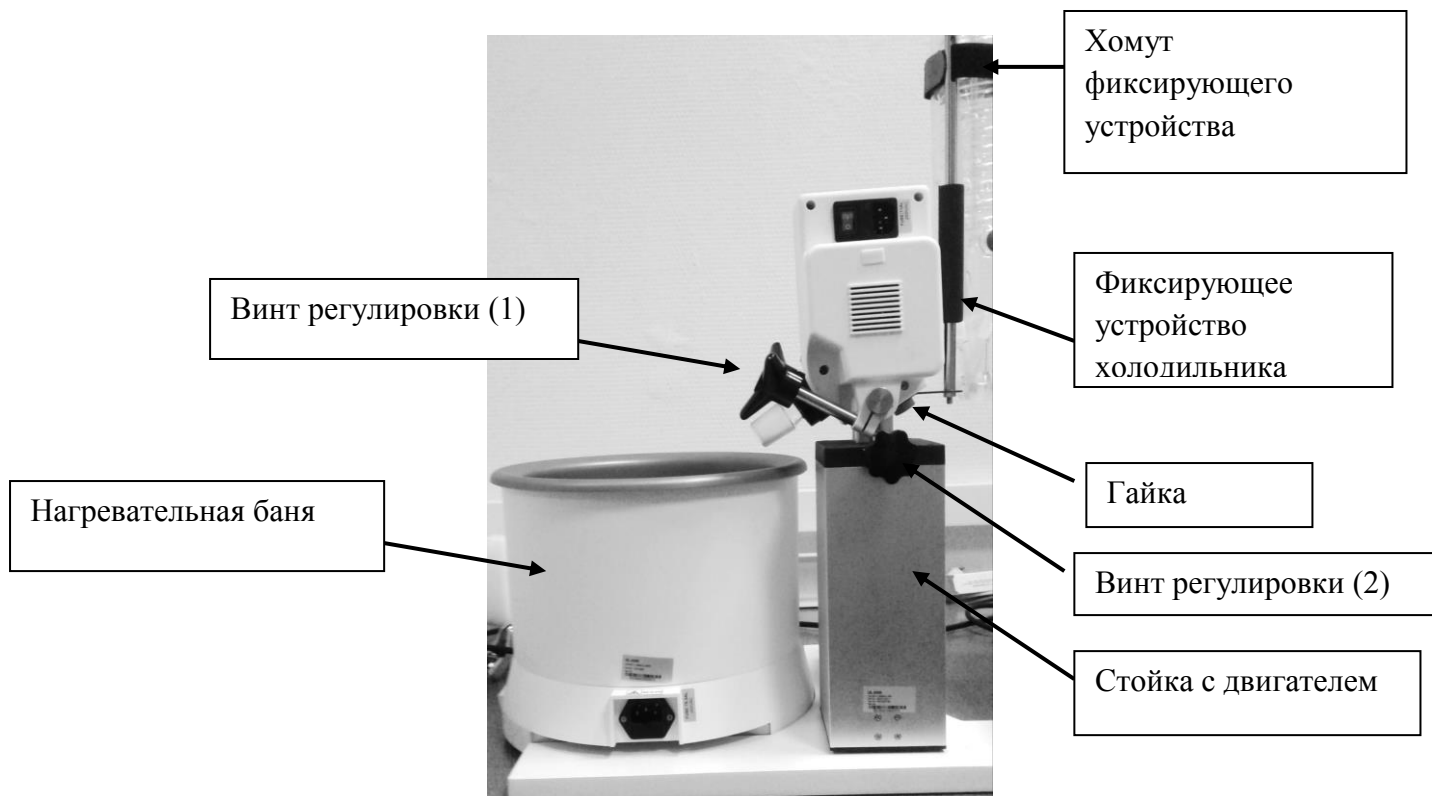 Хомут
фиксирующего
устройства
Винт регулировки (1)
Фиксирующее
устройство
холодильника
Нагревательная баня
Гайка
Винт регулировки (2)
Стойка с двигателем